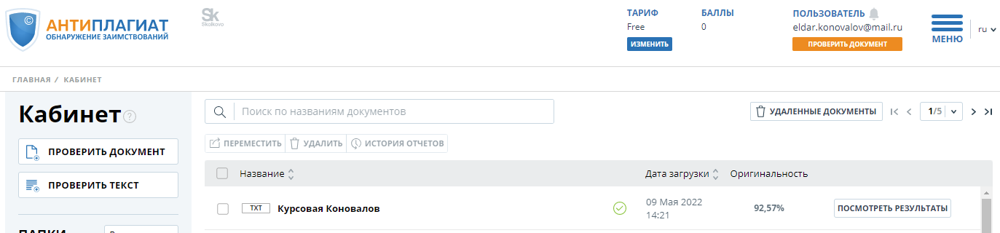 АНТИПЛАГИАТ
ОБНАРУЖЕНИЕ ЗАИМСТВОВАНИЙ
Sk
Skolkovo
ТАРИФ
Free
ИЗМЕНИТЬ
БАЛЛЫ
0
ПОЛЬЗОВАТЕЛЬ
eldar.konovalov@mail.ru
ПРОВЕРИТЬ ДОКУМЕНТ
МЕНЮ
ru
ГЛАВНАЯ / КАБИНЕТ
Кабинет ?
ПРОВЕРИТЬ ДОКУМЕНТ
ПРОВЕРИТЬ ТЕКСТ
Поиск по названиям документов
УДАЛЕННЫЕ ДОКУМЕНТЫ
1/5
ПЕРЕМЕСТИТЬ УДАЛИТЬ ИСТОРИЯ ОТЧЕТОВ
Название Дата загрузки Оригинальность
TXT Курсовая Коновалов
09 Мая 2022
14:21
92,57%
ПОСМОТРЕТЬ РЕЗУЛЬТАТЫ
ПАПКИ